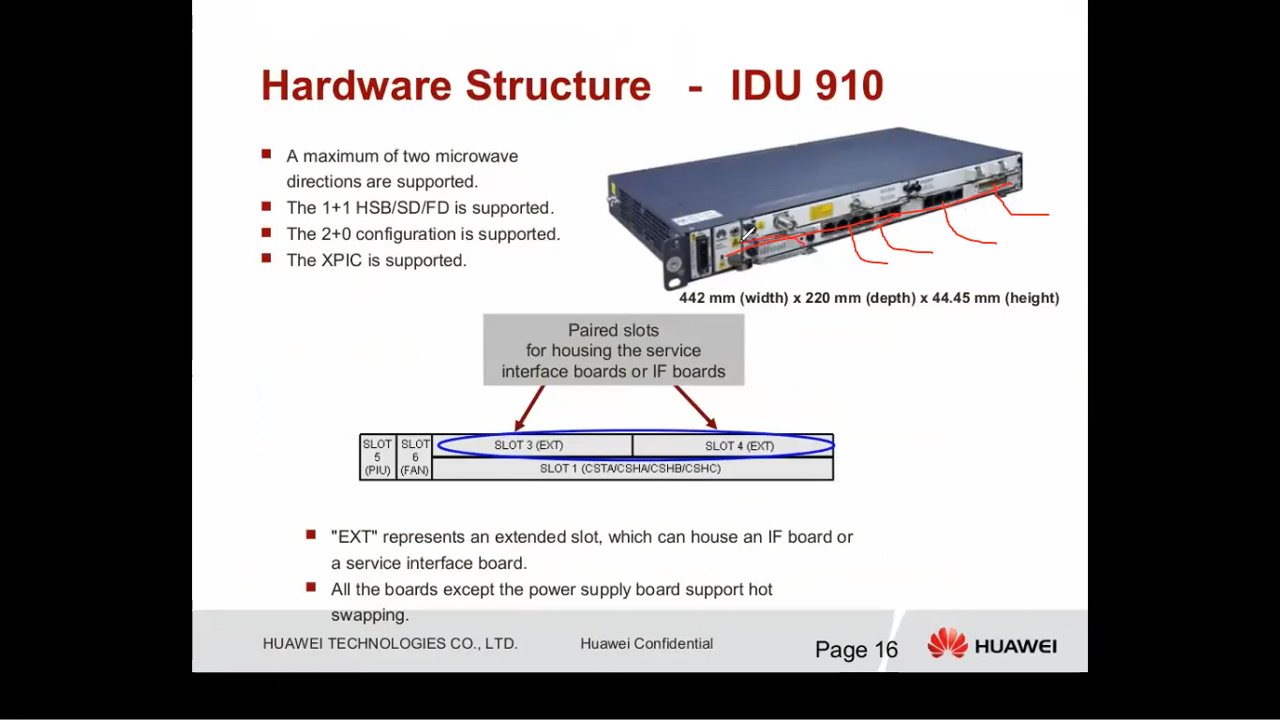 Hardware Structure - IDU 910
A maximum of two microwave
directions are supported.
The 1+1 HSB/SD/FD is supported.
The 2+0 configuration is supported.
The XPIC is supported.
442 mm (width) x 220 mm (depth) x 44.45 mm (height)
Paired slots
for housing the service
interface boards or IF boards
SLOT
5
(PIU)
SLOT
6
(FAN)
SLOT 3 (EXT)
SLOT 4 (EXT)
SLOT 1 (CSTA/CSHA/CSHB/CSHC)
"EXT" represents an extended slot, which can house an IF board or
a service interface board.
All the boards except the power supply board support hot
swapping.
HUAWEI TECHNOLOGIES CO., LTD.
Huawei Confidential
Page 16
HUAWEI